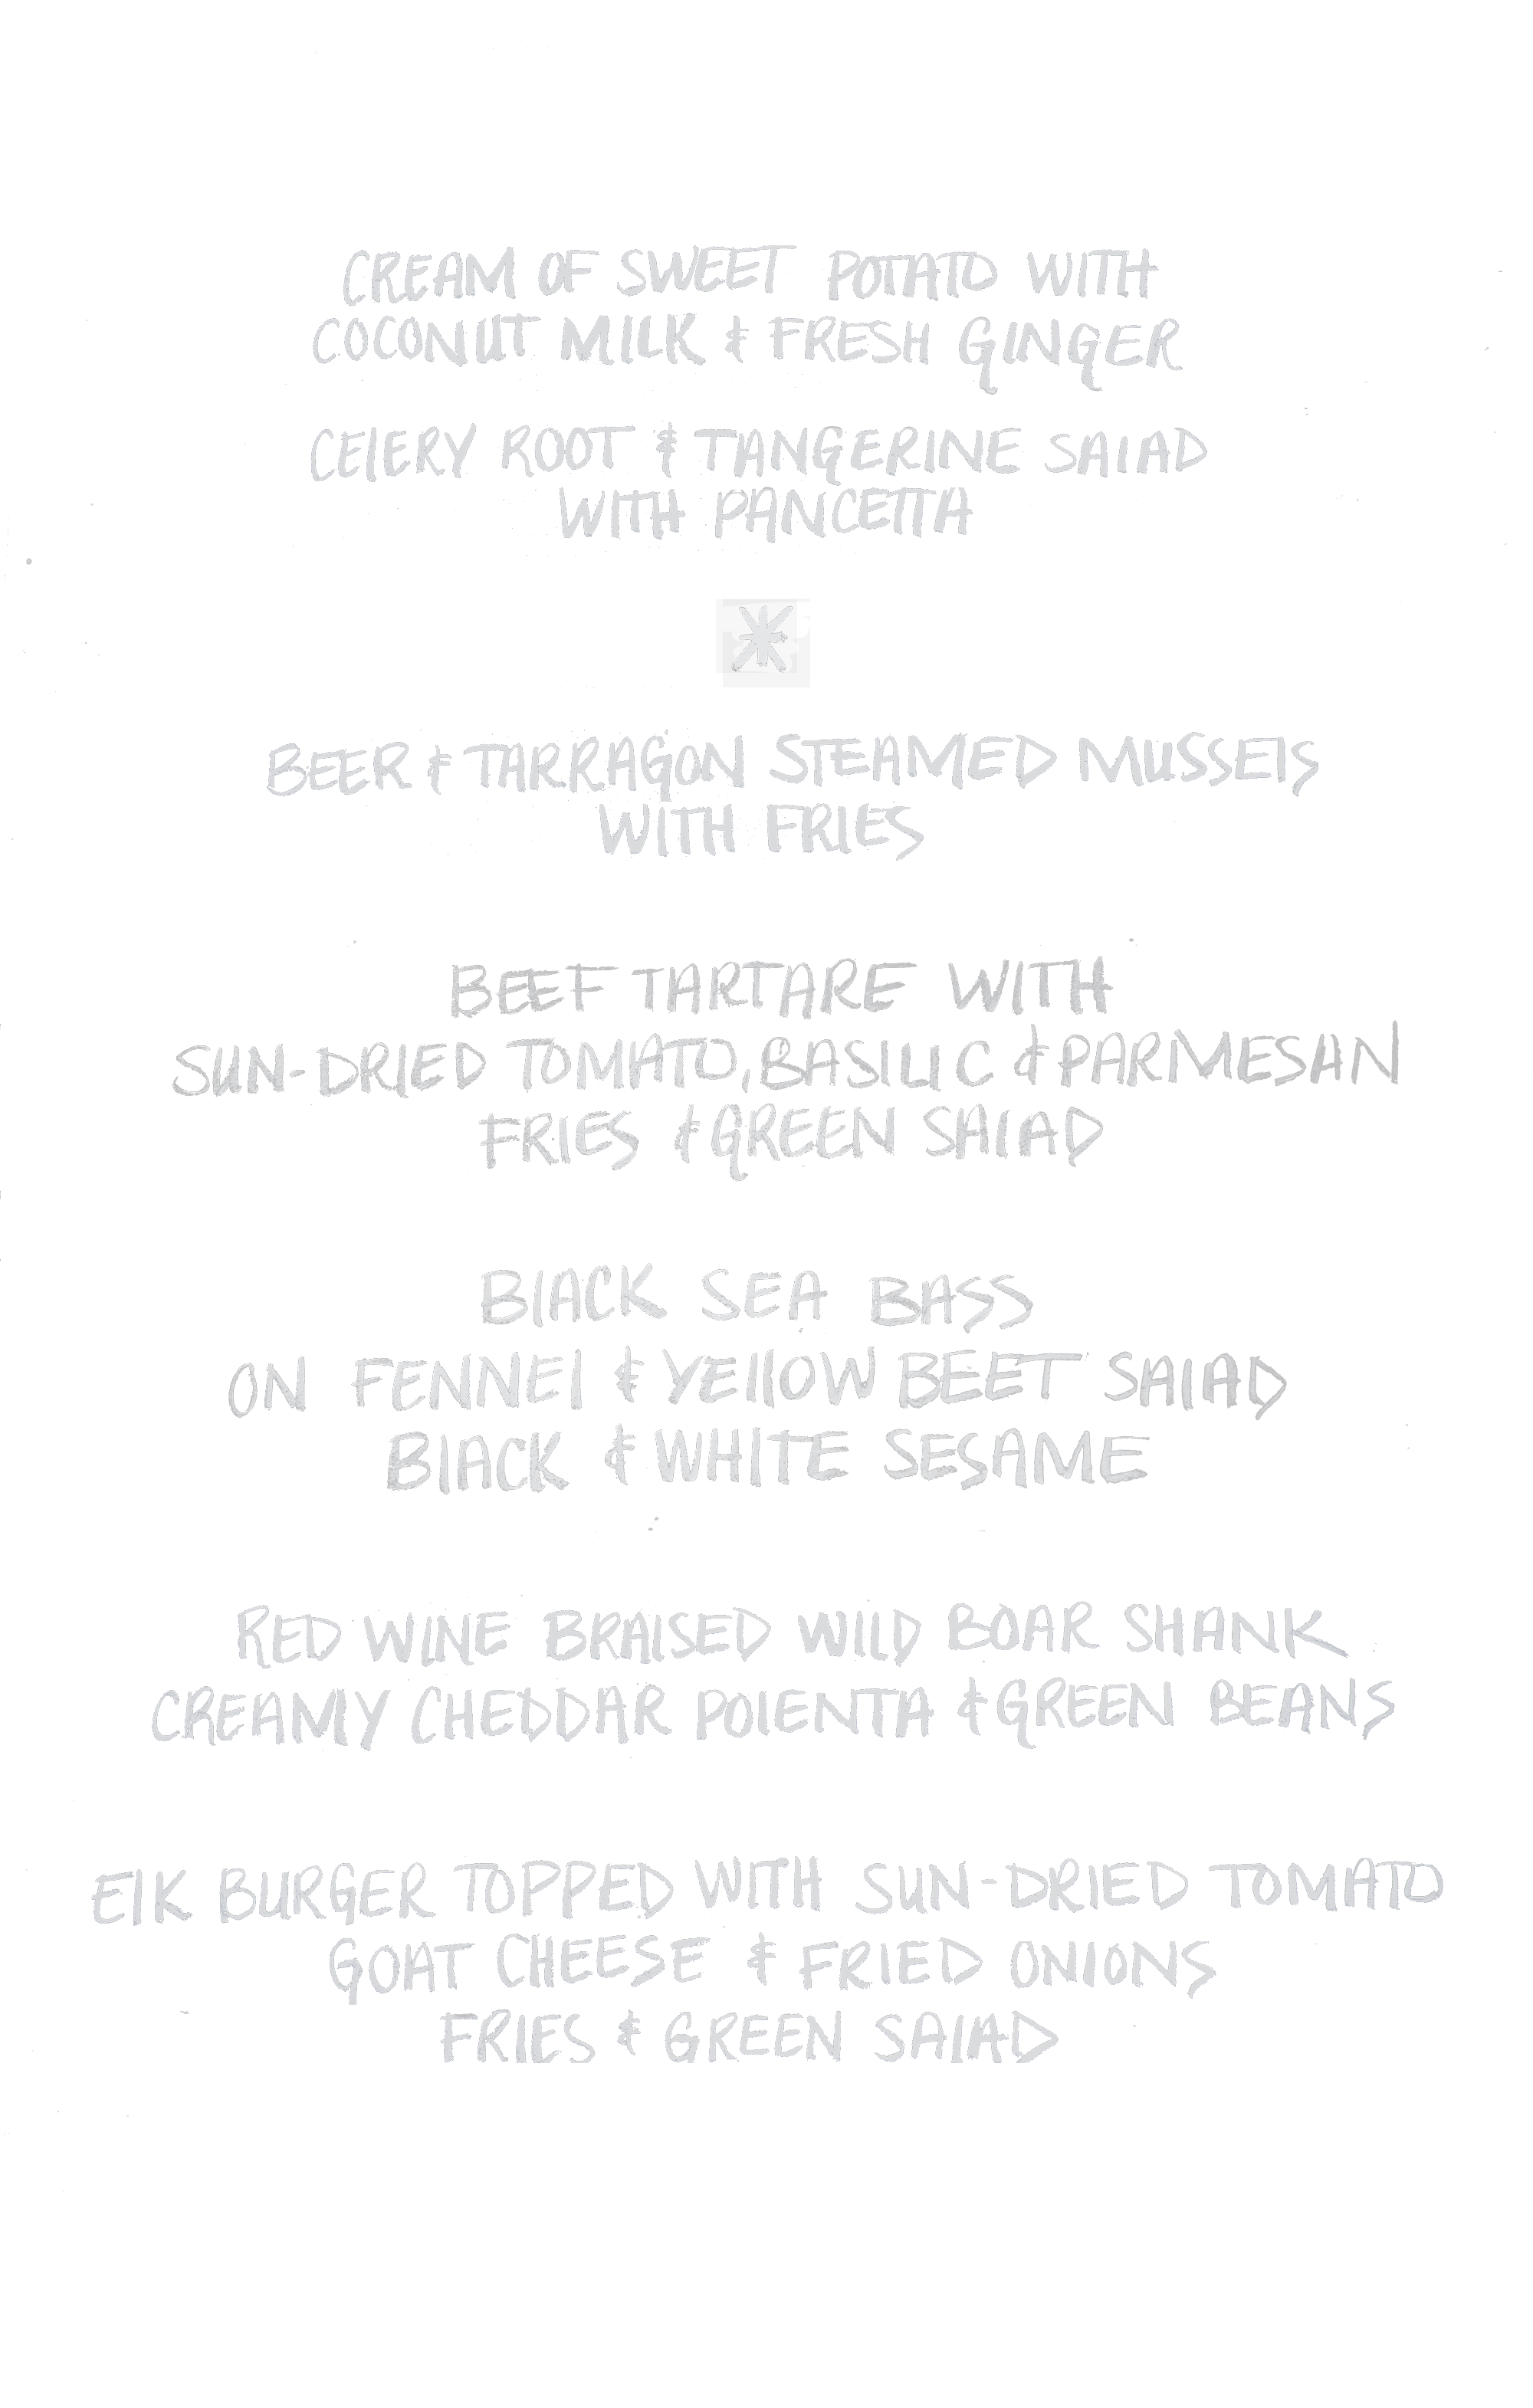 CREAM OF SWEET POTATO WITH
COCONUT MILK & FRESH GINGER
CElERY ROOT & TANGERINE SAlAD
WITH PANCETTA
BEER & TARRAGON STEAMED MUSSElS
WITH FRIES
BEEF TARTARE WITH
SUN-DRIED TOMATO, BASILIC & PARMESAN
FRIES & GREEN SAlAD
BlACK SEA BASS
ON FENNEl & YEllOW BEET SAlAD
BlACK & WHITE SESAME
RED WINE BRAISED WIlD BOAR SHANK
CREAMY CHEDDAR POlENTA & GREEN BEANS
ElK BURGER TOPPED WITH SUN-DRIED TOMATO
GOAT CHEESE & FRIED ONIONS
FRIES & GREEN SAlAD